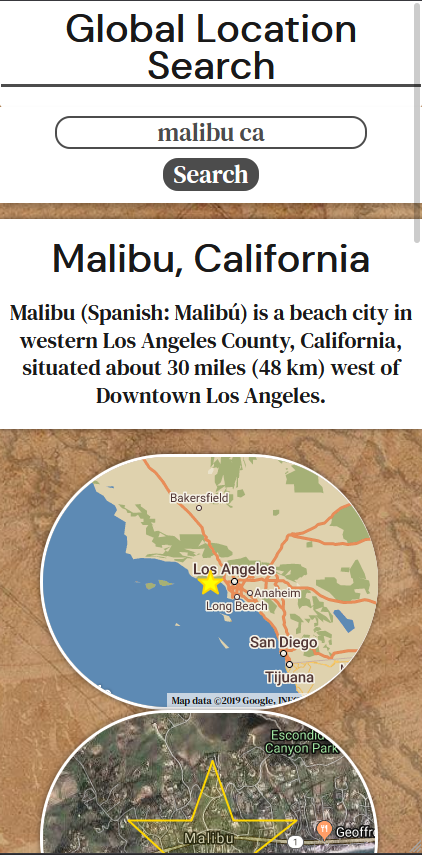 Global Location
Search
malibu ca
Search
Malibu, California
Malibu (Spanish: Malibú) is a beach city in
western Los Angeles County, California,
situated about 30 miles (48 km) west of
Downtown Los Angeles.
Bakersfield
Los Angeles
Anaheim
Long Beach
San Diego
Tijuana
Map data ©2019 Google,
Escondid
Canyon Park
Malibu
1
Geoffre